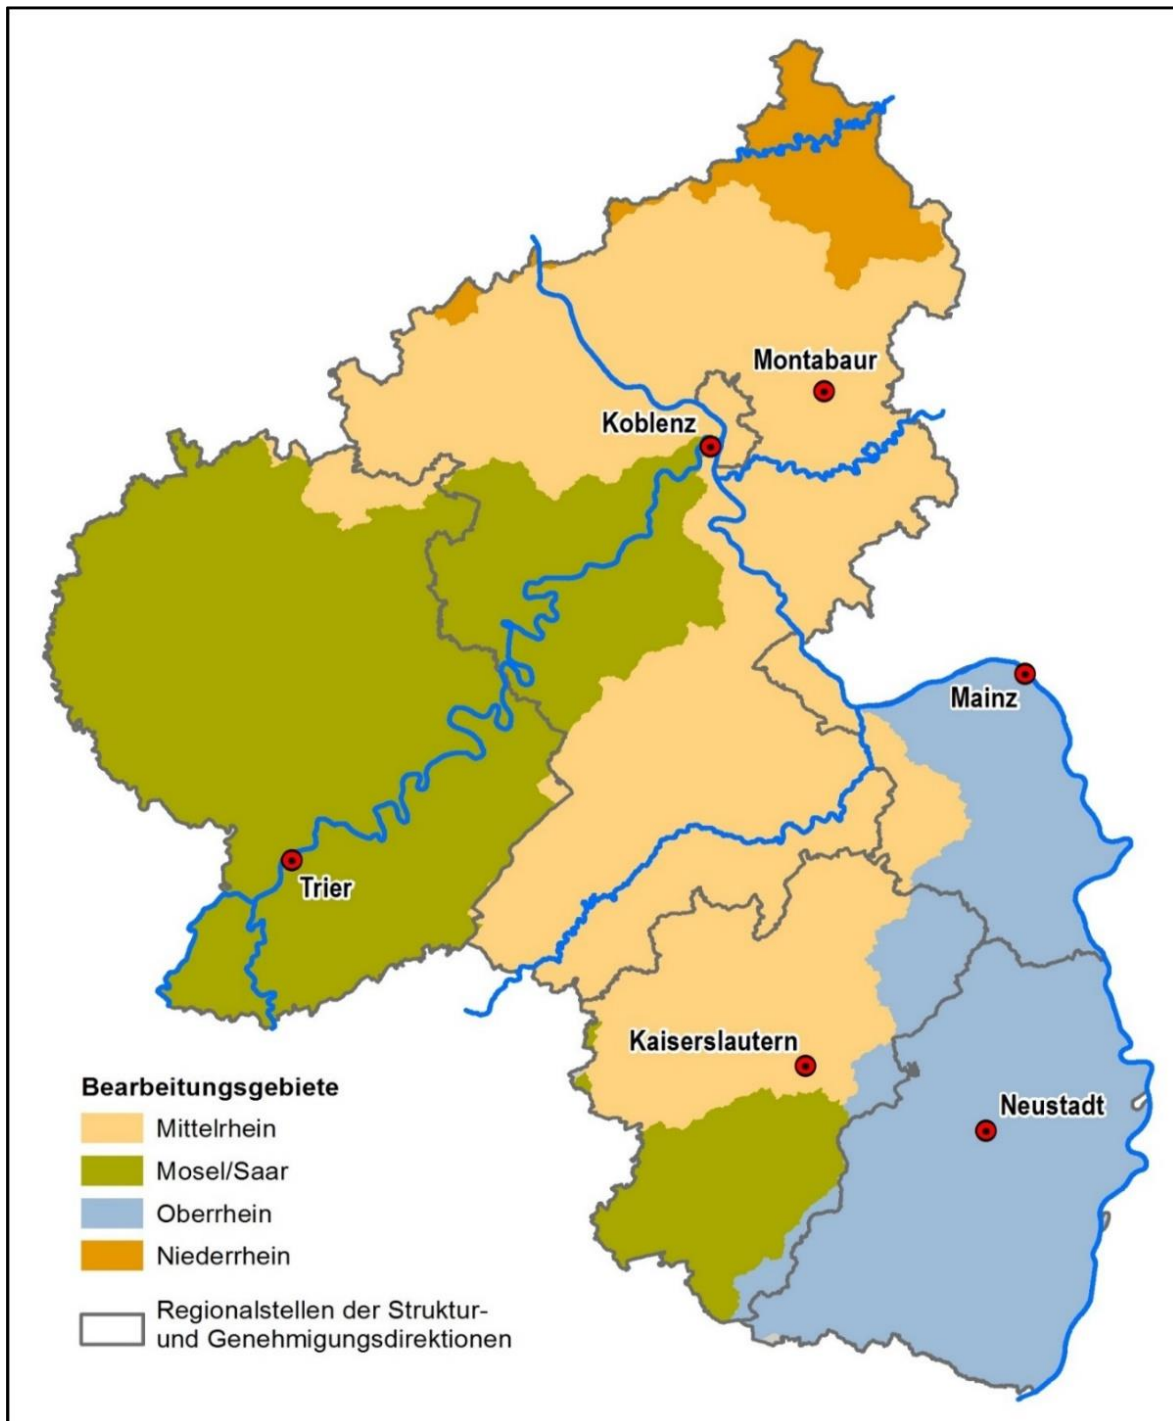 Montabaur
Koblenz
Mainz
Trier
Kaiserslautern
Neustadt
Bearbeitungsgebiete
Mittelrhein
Mosel/Saar
Oberrhein
Niederrhein
Regionalstellen der Struktur-
und Genehmigungsdirektionen